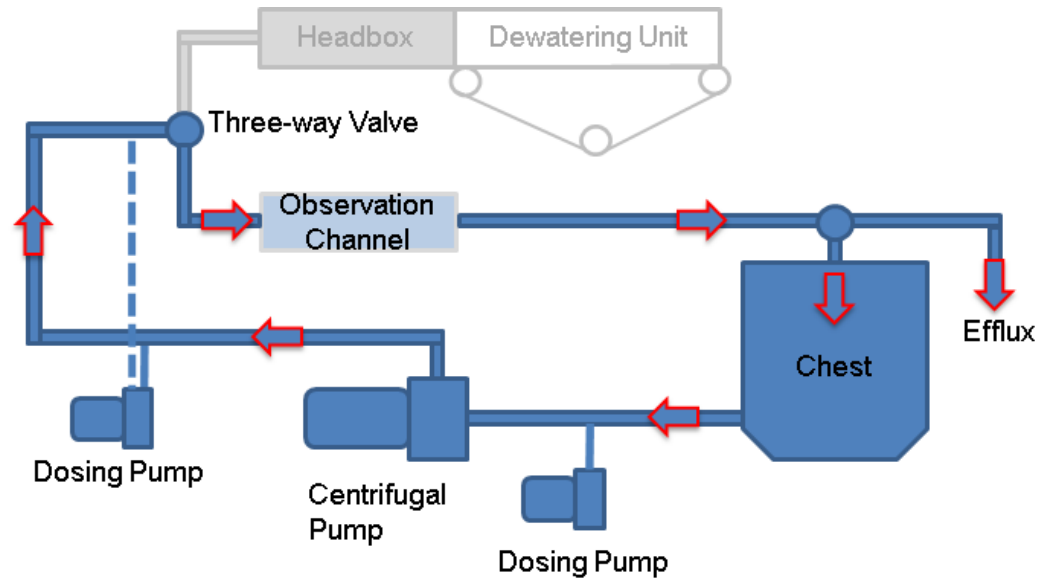 Headbox
Dewatering Unit
Three-way Valve
Observation
Channel
Efflux
Chest
Dosing Pump
Centrifugal
Pump
Dosing Pump